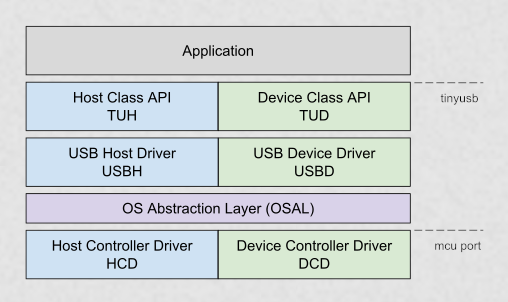 Application
Host Class API
TUH
Device Class API
TUD
tinyusb
USB Host Driver
USBH
USB Device Driver
USBD
OS Abstraction Layer (OSAL)
Host Controller Driver
HCD
Device Controller Driver
DCD
mcu port